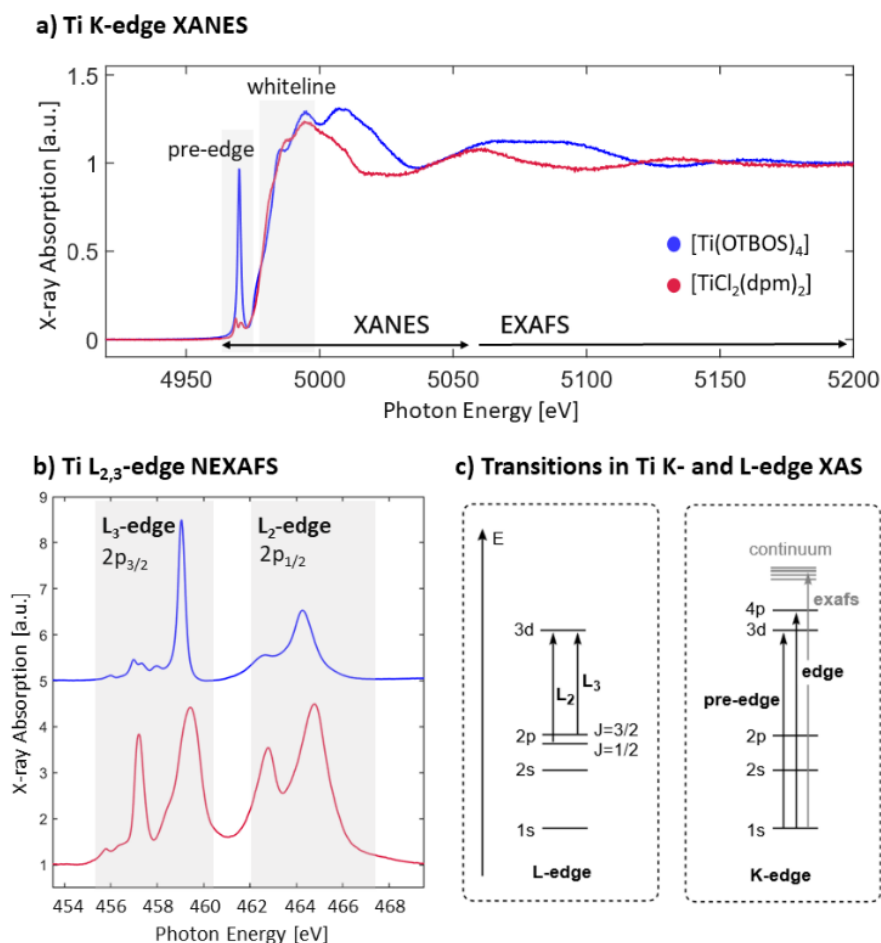 a) Ti K-edge XANES
1.5
whiteline
pre-edge
1
X-ray Absorption [a.u.]
0.5
[Ti(OTBOS)4]
[TiCl2(dpm)2]
XANES
EXAFS
0
4950
5000
5050
5100
5150
5200
Photon Energy [eV]
b) Ti L2,3-edge NEXAFS
9
L3-edge
2p3/2
L2-edge
2p1/2
8
7
6
5
4
3
2
1
X-ray Absorption [a.u.]
454
456
458
460
462
464
466
468
Photon Energy [eV]
c) Transitions in Ti K- and L-edge XAS
E
3d
L2
L3
2p
J=3/2
J=1/2
2s
1s
L-edge
continuum
exafs
4p
3d
edge
pre-edge
2p
2s
1s
K-edge